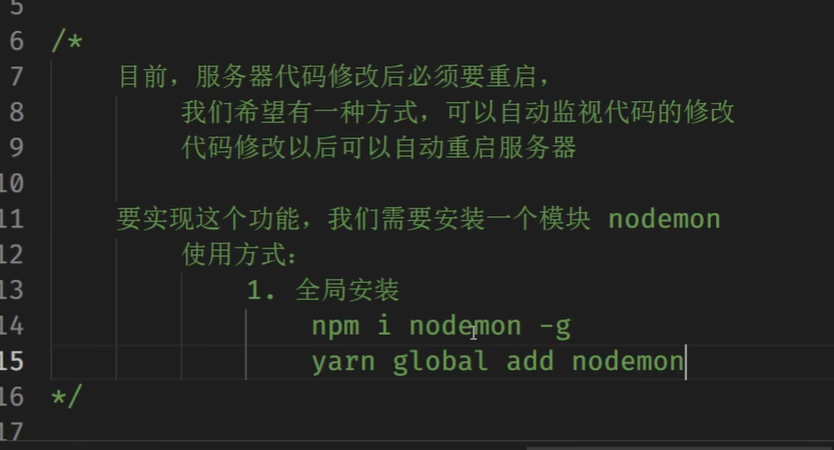 5
6 /*
7 目前，服务器代码修改后必须要重启，
8 我们希望有一种方式，可以自动监视代码的修改
9 代码修改以后可以自动重启服务器
10
11 要实现这个功能，我们需要安装一个模块 nodemon
12 使用方式：
13 1. 全局安装
14 npm i nodemon -g
15 yarn global add nodemon
16 */
17